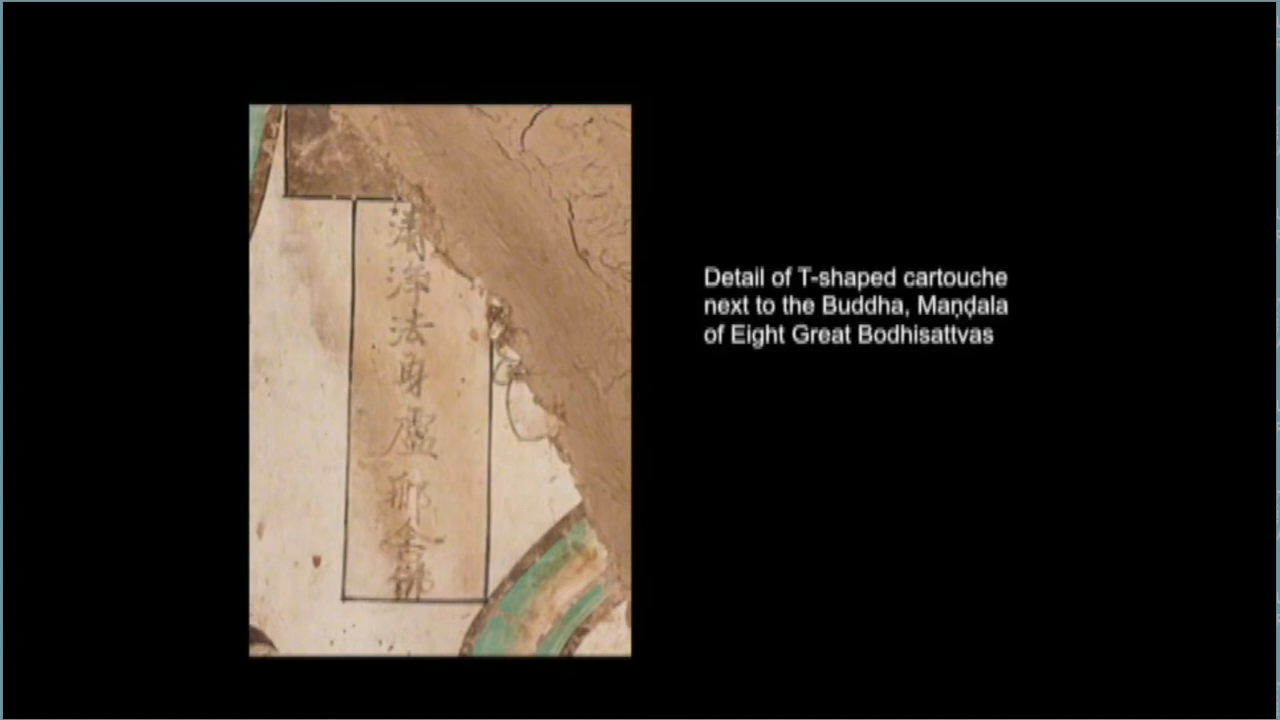 清淨法身盧那舍佛
Detail of T-shaped cartouche
next to the Buddha, Maṇḍala
of Eight Great Bodhisattvas